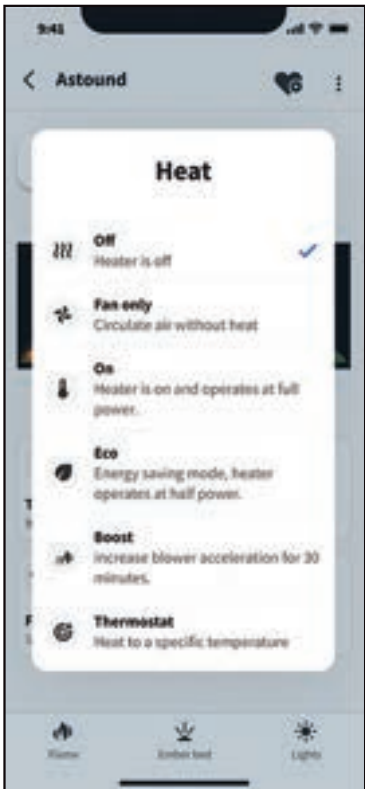 9:41
Astound
Heat
Off
Heater is off
Fan only
Circulate air without heat
On
Heater is on and operates at full
power.
Eco
Energy saving mode, heater
operates at half power.
Boost
Increase blower acceleration for 30
minutes.
Thermostat
Heat to a specific temperature
T
F
Flame
Ember bed
Lights